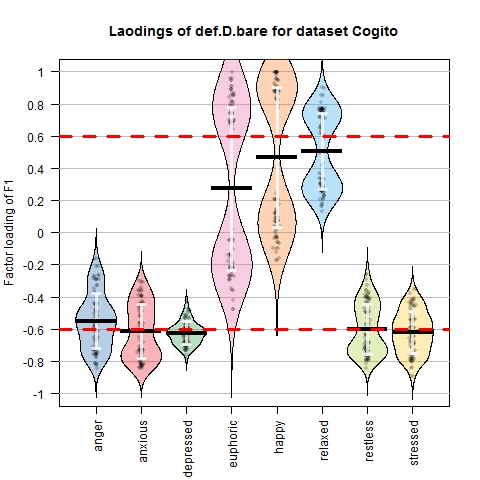 Laodings of def.D.bare for dataset Cogito
Factor loading of F1
1
0.8
0.6
0.4
0.2
0
-0.2
-0.4
-0.6
-0.8
-1
anger
anxious
depressed
euphoric
happy
relaxed
restless
stressed